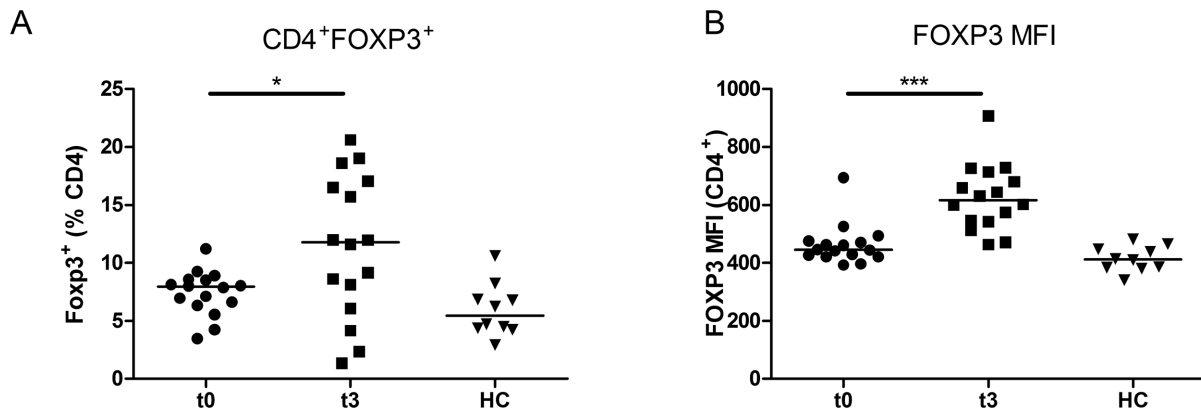 A
CD4⁺FOXP3⁺
*
Foxp3⁺ (% CD4)
25
20
15
10
5
0
t0
t3
HC
B
FOXP3 MFI
***
FOXP3 MFI (CD4⁺)
1000
800
600
400
200
0
t0
t3
HC